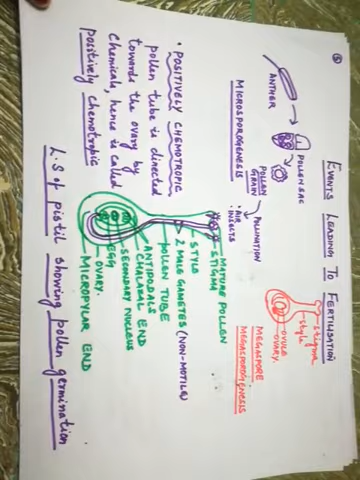 5
EVENTS LEADING TO FERTILISATION
ANTHER
POLLEN SAC
POLLEN
GRAIN
MICROSPOROGENESIS
POLLINATION
• AIR
• INSECTS
stigma
style
OVULE
OVARY.
MEGASPORE
MEGASPOROGENESIS
• POSITIVELY CHEMOTROPIC
pollen tube is directed
towards the ovary by
chemicals, hence is called
positively chemotropic
MATURE POLLEN
STIGMA
STYLE
2 MALE GAMETES (NON-MOTILE)
POLLEN TUBE
CHALAZAL END
ANTIPODALS
SECONDARY NUCLEUS
EGG
OVARY.
MICROPYLAR END
L.S of pistil showing pollen germination